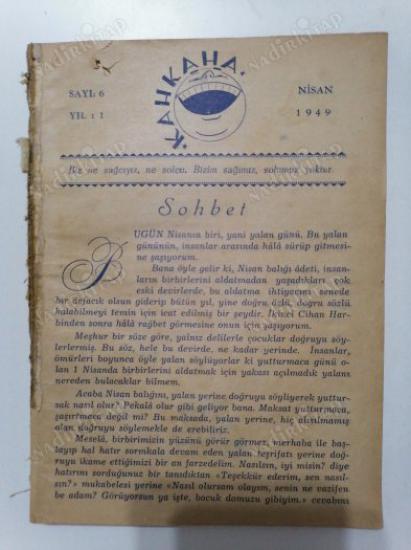 KAHKAHA
SAYI: 6
YIL: 1
NİSAN
1949
Biz ne sağcıyız, ne solcu. Bizim sağımız, solumuz yoktur.
Sohbet
BUGÜN Nisanın biri, yani yalan günü. Bu yalan
gününün, insanlar arasında hâlâ sürüp gitmesi-
ne şaşıyorum.
Bana öyle gelir ki, Nisan balığı âdeti, insan-
ların birbirlerini aldatmadan yaşadıkları çok
eski devirlerde, bu aldatma ihtiyacını senede
bir defacık olsun giderip bütün yıl, yine doğru özlü, doğru sözlü
kalabilmeyi temin için icat edilmiş bir şeydir. İkinci Cihan Har-
binden sonra hâlâ rağbet görmesine onun için şaşıyorum.
Meşhur bir söze göre, yalnız delilerle çocuklar doğruyu söy-
lerlermiş. Bu söz, hele bu devirde, ne kadar yerinde. İnsanlar,
ömürleri boyunca öyle yalan söylüyorlar ki yutturmaca günü o-
lan 1 Nisanda birbirlerini aldatmak için yakası açılmadık yalanı
nereden bulacaklar bilmem.
Acaba Nisan balığını, yalan yerine doğruyu söyliyerek yuttur-
sak nasıl olur? Pekalâ olur gibi geliyor bana. Maksat yutturmaca,
şaşırtmaca değil mi? Bu maksada, yalan yerine, hiç alışılmamış
olan doğruyu söylemekle de erebiliriz.
Meselâ, birbirimizin yüzünü görür görmez, merhaba ile baş-
layıp hal hatır sormkala devam eden yalan teşrifatı yerine doğ-
ruyu ikame ettiğimizi bir an farzedelim. Nasılsın, iyi misin? diye
hatırını sorduğunuz bir tanıdıktan «Teşekkür ederim, sen nasıl-
sın?» mukabelesi yerine «Nasıl olursam olayım, senin ne vazifen
be adam? Görüyorsun ya işte, bocuk domuzu gibiyim.» cevabını